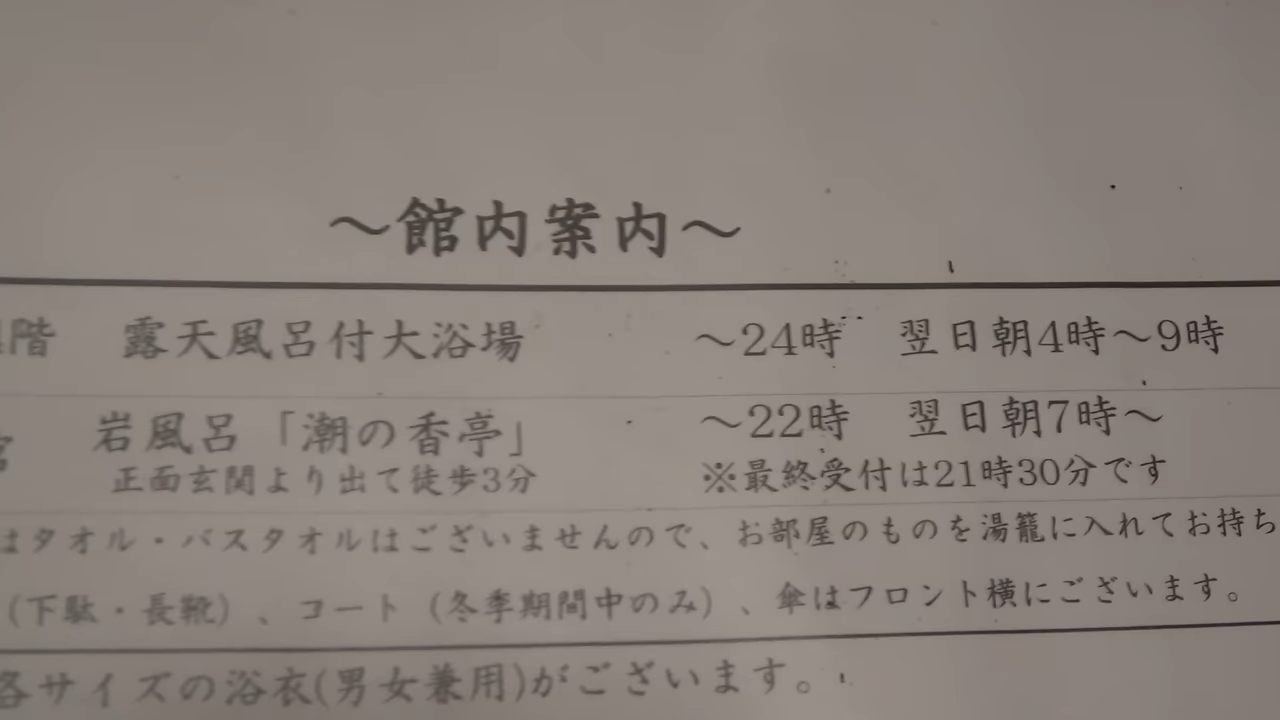 ～館内案内～
階 露天風呂付大浴場 ～24時 翌日朝4時～9時
岩風呂「潮の香亭」 ～22時 翌日朝7時～
正面玄関より出て徒歩3分 ※最終受付は21時30分です
はタオル・バスタオルはございませんので、お部屋のものを湯籠に入れてお持ち
（下駄・長靴）、コート（冬季期間中のみ）、傘はフロント横にございます。
各サイズの浴衣(男女兼用)がございます。